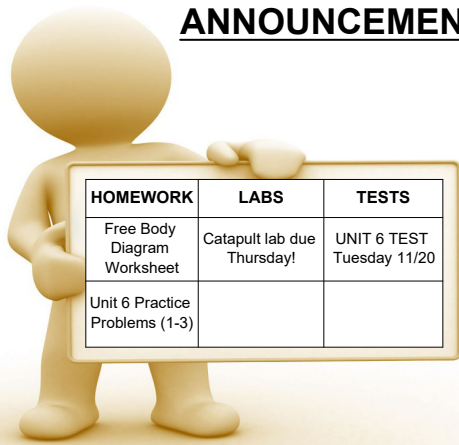 ANNOUNCEMEN
HOMEWORK LABS TESTS
Free Body
Diagram
Worksheet
Catapult lab due
Thursday!
UNIT 6 TEST
Tuesday 11/20
Unit 6 Practice
Problems (1-3)